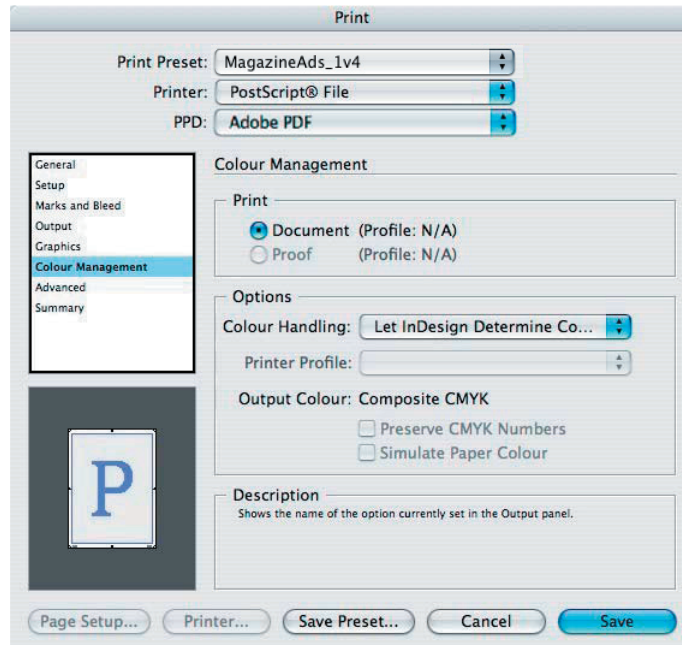 Print
Print Preset: MagazineAds_1v4
Printer: PostScript® File
PPD: Adobe PDF
General
Setup
Marks and Bleed
Output
Graphics
Colour Management
Advanced
Summary
Colour Management
Print
Document (Profile: N/A)
Proof (Profile: N/A)
Options
Colour Handling: Let InDesign Determine Co...
Printer Profile:
Output Colour: Composite CMYK
Preserve CMYK Numbers
Simulate Paper Colour
P
Description
Shows the name of the option currently set in the Output panel.
Page Setup... Printer... Save Preset... Cancel Save